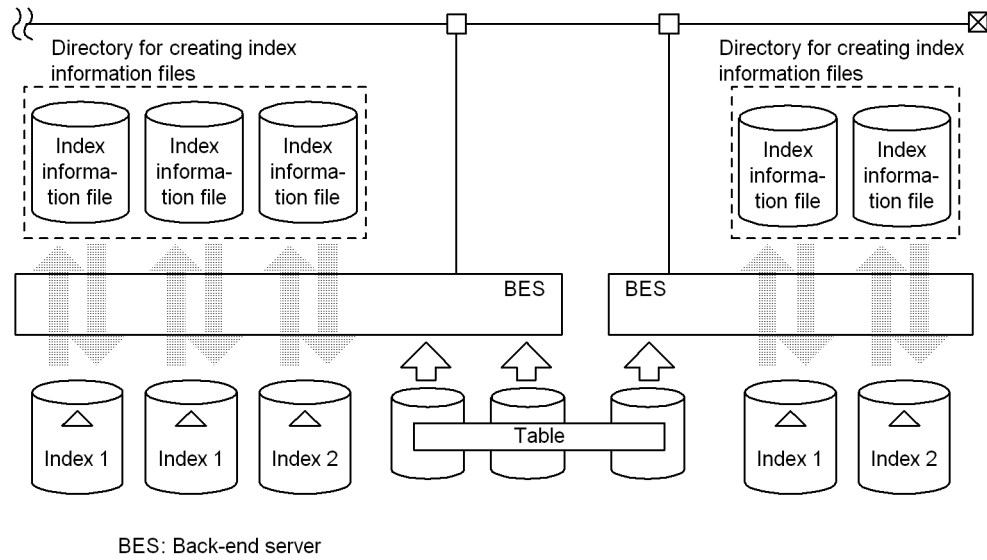 Directory for creating index
information files
Directory for creating index
information files
Index
informa-
tion file
Index
informa-
tion file
Index
informa-
tion file
Index
informa-
tion file
Index
informa-
tion file
BES
BES
Index 1
Index 1
Index 2
Table
Index 1
Index 2
BES: Back-end server